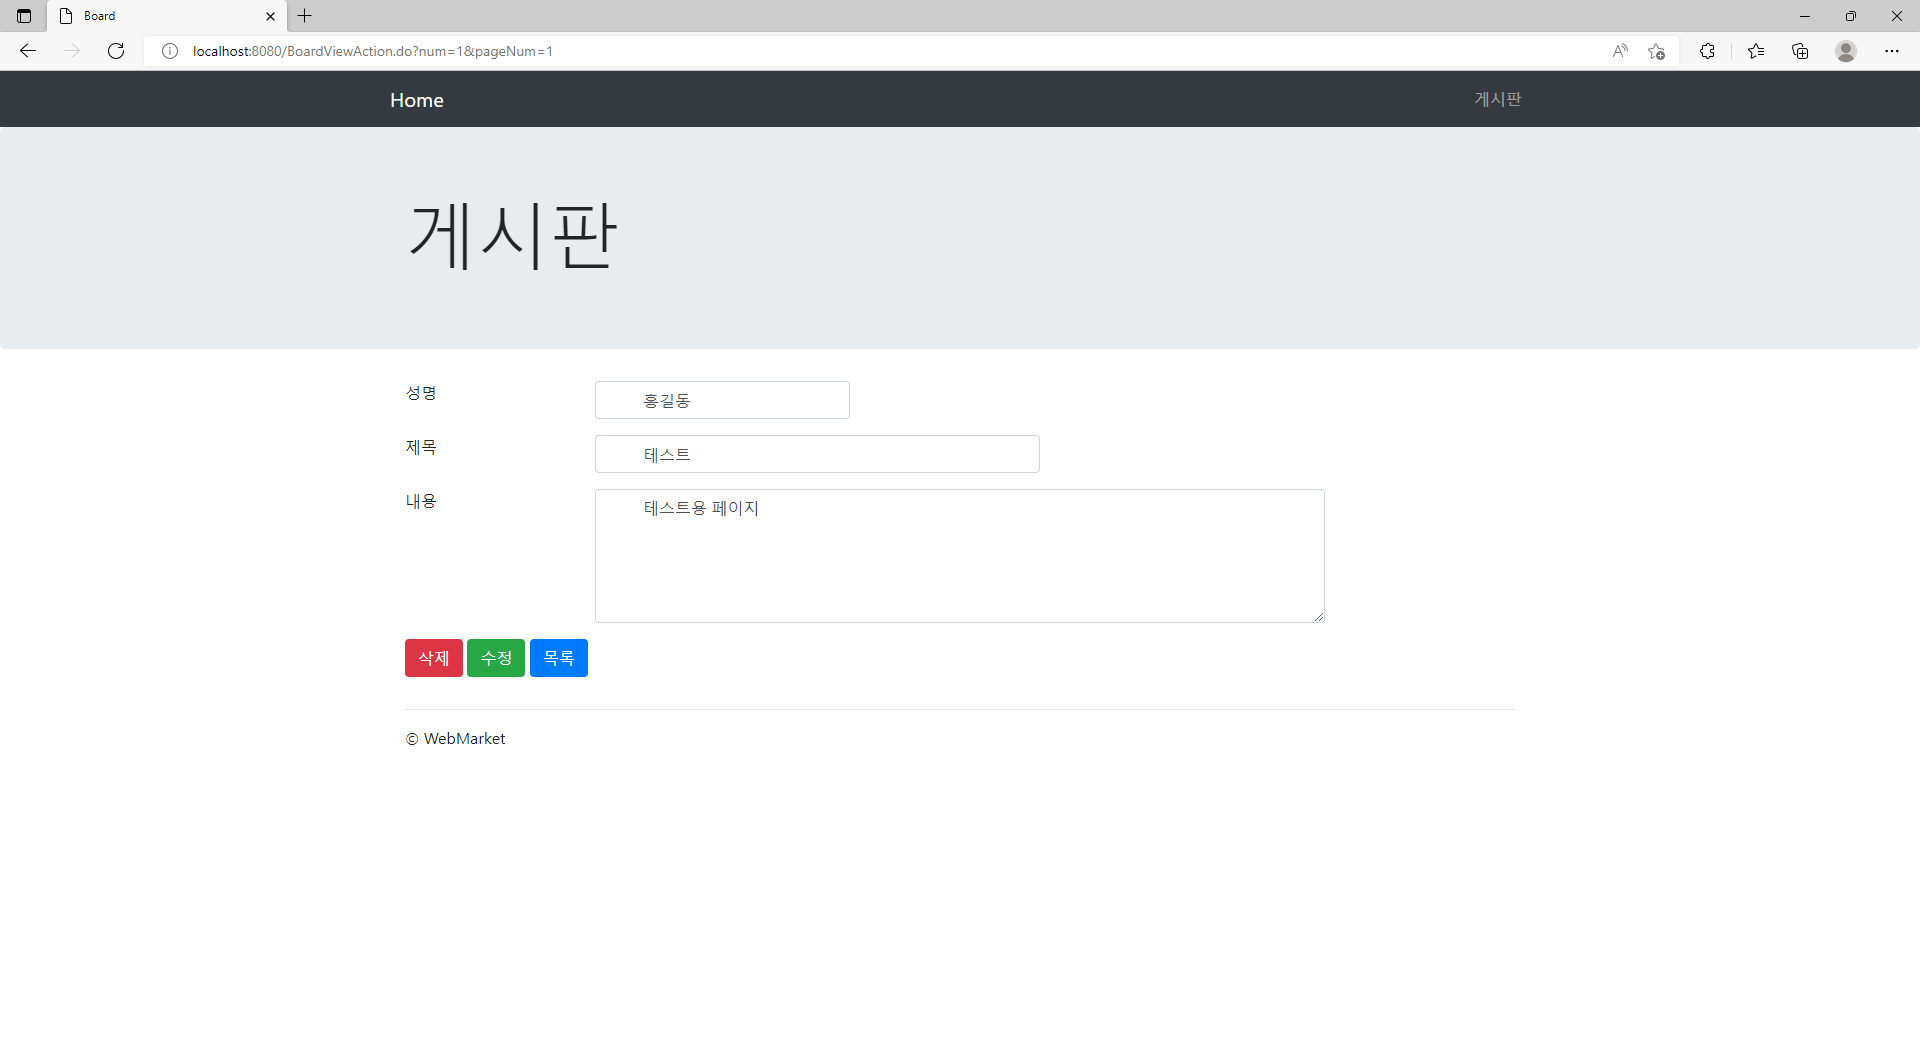 Board
localhost:8080/BoardViewAction.do?num=1&pageNum=1
Home
게시판
게시판
성명
홍길동
제목
테스트
내용
테스트용 페이지
삭제 수정 목록
© WebMarket